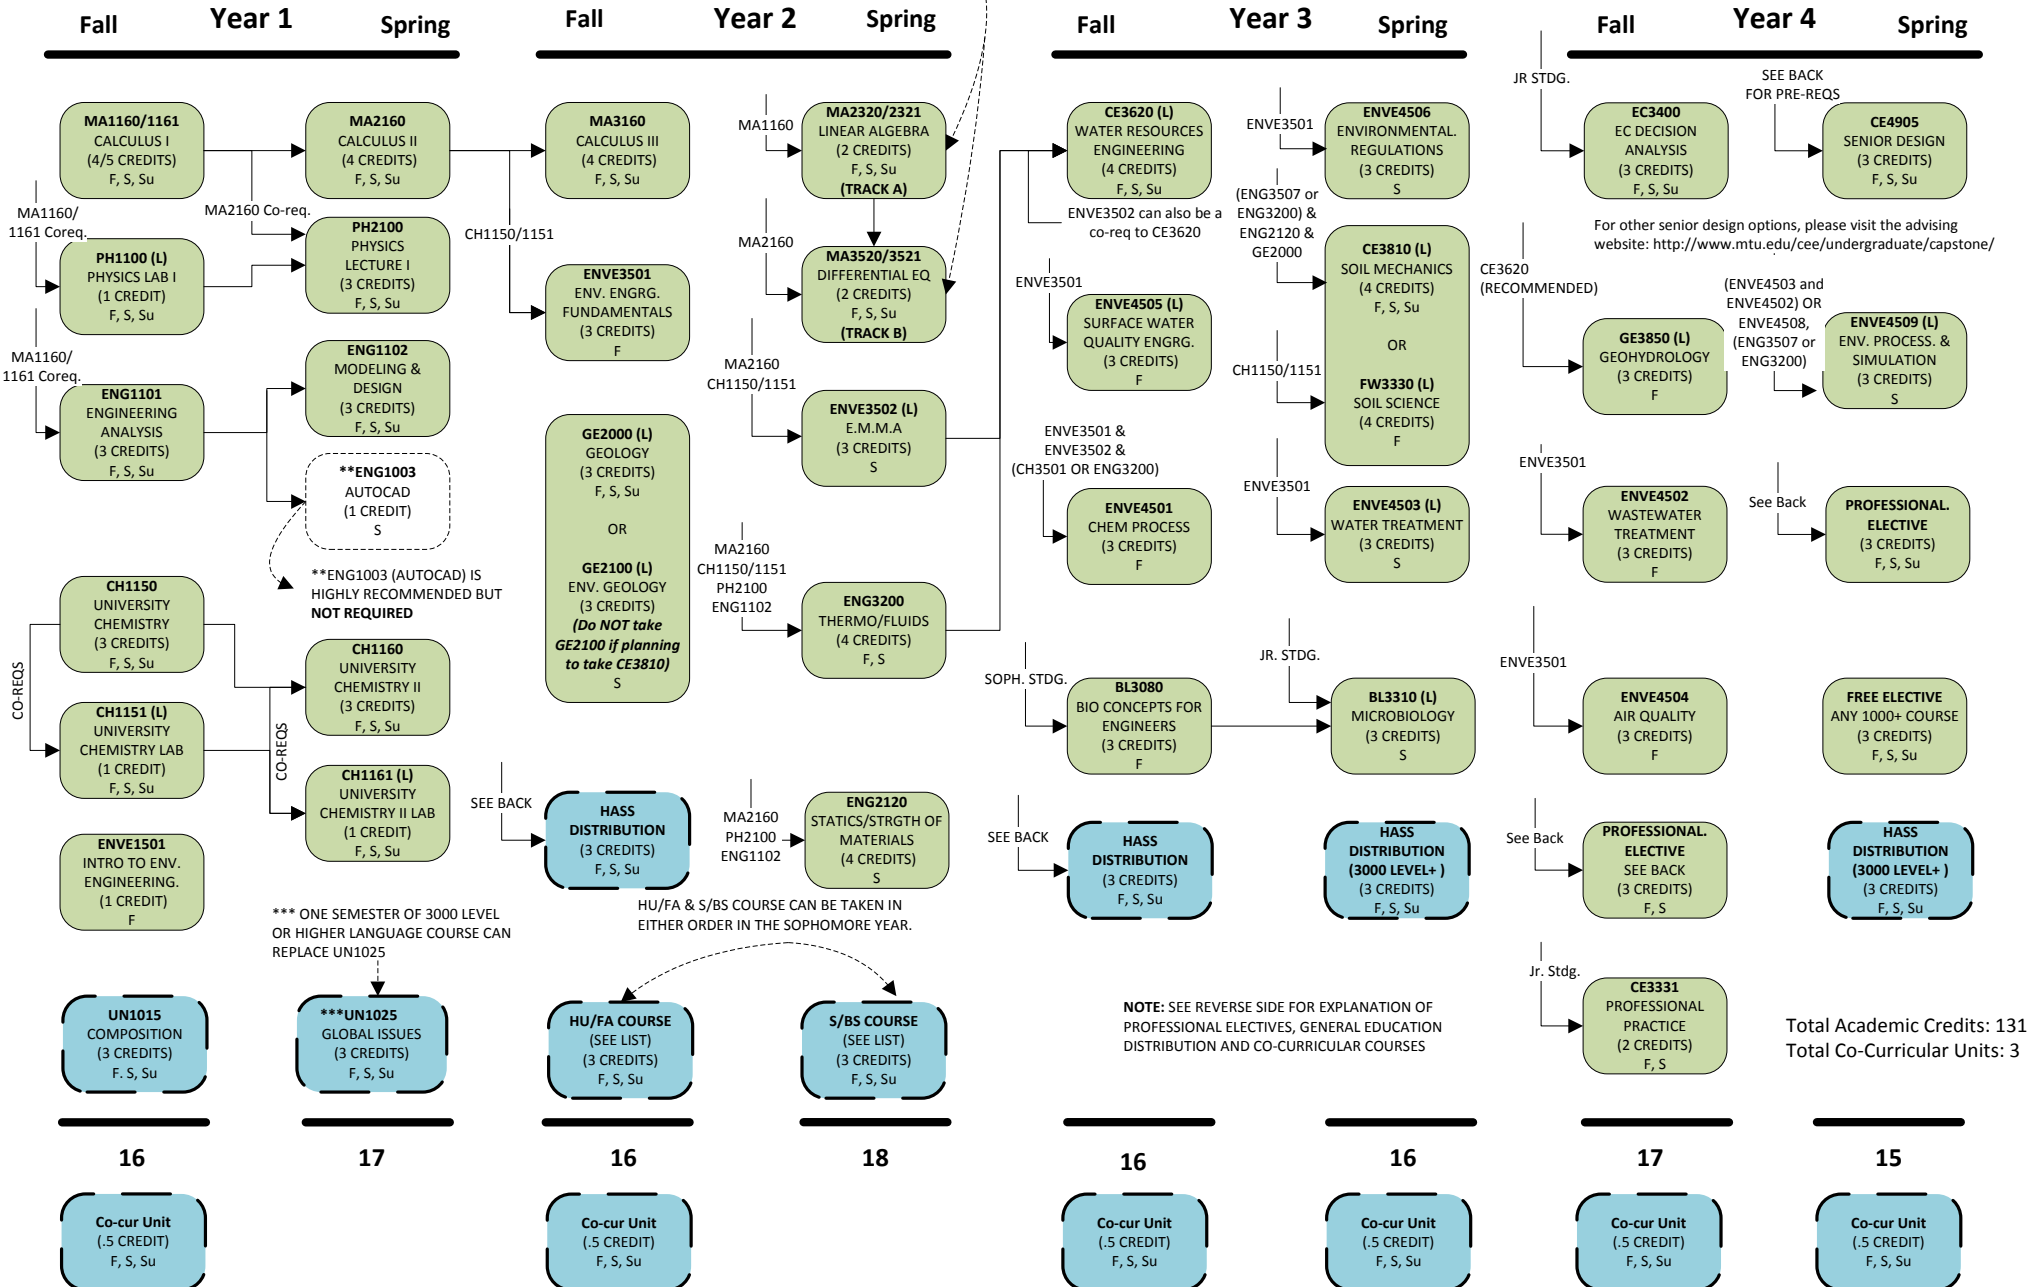 Fall
Year 1
Spring
Fall
Year 2
Spring
Fall
Year 3
Spring
Fall
Year 4
Spring
MA1160/1161
CALCULUS I
(4/5 CREDITS)
F, S, Su
MA1160/
1161 Coreq.
PH1100 (L)
PHYSICS LAB I
(1 CREDIT)
F, S, Su
MA1160/
1161 Coreq.
ENG1101
ENGINEERING
ANALYSIS
(3 CREDITS)
F, S, Su
CH1150
UNIVERSITY
CHEMISTRY
(3 CREDITS)
F, S, Su
CO-REQS
CH1151 (L)
UNIVERSITY
CHEMISTRY LAB
(1 CREDIT)
F, S, Su
ENVE1501
INTRO TO ENV.
ENGINEERING.
(1 CREDIT)
F
UN1015
COMPOSITION
(3 CREDITS)
F. S, Su
16
Co-cur Unit
(.5 CREDIT)
F, S, Su
MA2160
CALCULUS II
(4 CREDITS)
F, S, Su
MA2160 Co-req.
PH2100
PHYSICS
LECTURE I
(3 CREDITS)
F, S, Su
ENG1102
MODELING &
DESIGN
(3 CREDITS)
F, S, Su
**ENG1003
AUTOCAD
(1 CREDIT)
S
**ENG1003 (AUTOCAD) IS
HIGHLY RECOMMENDED BUT
NOT REQUIRED
CH1160
UNIVERSITY
CHEMISTRY II
(3 CREDITS)
F, S, Su
CO-REQS
CH1161 (L)
UNIVERSITY
CHEMISTRY II LAB
(1 CREDIT)
F, S, Su
*** ONE SEMESTER OF 3000 LEVEL
OR HIGHER LANGUAGE COURSE CAN
REPLACE UN1025
***UN1025
GLOBAL ISSUES
(3 CREDITS)
F, S, Su
17
MA3160
CALCULUS III
(4 CREDITS)
F, S, Su
CH1150/1151
ENVE3501
ENV. ENGRG.
FUNDAMENTALS
(3 CREDITS)
F
GE2000 (L)
GEOLOGY
(3 CREDITS)
F, S, Su
OR
GE2100 (L)
ENV. GEOLOGY
(3 CREDITS)
(Do NOT take
GE2100 if planning
to take CE3810)
S
SEE BACK
HASS
DISTRIBUTION
(3 CREDITS)
F, S, Su
HU/FA & S/BS COURSE CAN BE TAKEN IN
EITHER ORDER IN THE SOPHOMORE YEAR.
HU/FA COURSE
(SEE LIST)
(3 CREDITS)
F, S, Su
16
Co-cur Unit
(.5 CREDIT)
F, S, Su
MA1160
MA2320/2321
LINEAR ALGEBRA
(2 CREDITS)
F, S, Su
(TRACK A)
MA2160
MA3520/3521
DIFFERENTIAL EQ
(2 CREDITS)
F, S, Su
(TRACK B)
MA2160
CH1150/1151
ENVE3502 (L)
E.M.M.A
(3 CREDITS)
S
MA2160
CH1150/1151
PH2100
ENG1102
ENG3200
THERMO/FLUIDS
(4 CREDITS)
F, S
MA2160
PH2100
ENG1102
ENG2120
STATICS/STRGTH OF
MATERIALS
(4 CREDITS)
S
S/BS COURSE
(SEE LIST)
(3 CREDITS)
F, S, Su
18
CE3620 (L)
WATER RESOURCES
ENGINEERING
(4 CREDITS)
F, S, Su
ENVE3502 can also be a
co-req to CE3620
ENVE3501
ENVE4505 (L)
SURFACE WATER
QUALITY ENGRG.
(3 CREDITS)
F
ENVE3501 &
ENVE3502 &
(CH3501 OR ENG3200)
ENVE4501
CHEM PROCESS
(3 CREDITS)
F
SOPH. STDG.
BL3080
BIO CONCEPTS FOR
ENGINEERS
(3 CREDITS)
F
SEE BACK
HASS
DISTRIBUTION
(3 CREDITS)
F, S, Su
NOTE: SEE REVERSE SIDE FOR EXPLANATION OF
PROFESSIONAL ELECTIVES, GENERAL EDUCATION
DISTRIBUTION AND CO-CURRICULAR COURSES
16
Co-cur Unit
(.5 CREDIT)
F, S, Su
ENVE3501
ENVE4506
ENVIRONMENTAL.
REGULATIONS
(3 CREDITS)
S
(ENG3507 or
ENG3200) &
ENG2120 &
GE2000
CE3810 (L)
SOIL MECHANICS
(4 CREDITS)
F, S, Su
OR
CH1150/1151
FW3330 (L)
SOIL SCIENCE
(4 CREDITS)
F
ENVE3501
ENVE4503 (L)
WATER TREATMENT
(3 CREDITS)
S
JR. STDG.
BL3310 (L)
MICROBIOLOGY
(3 CREDITS)
S
HASS
DISTRIBUTION
(3000 LEVEL+ )
(3 CREDITS)
F, S, Su
16
Co-cur Unit
(.5 CREDIT)
F, S, Su
JR STDG.
EC3400
EC DECISION
ANALYSIS
(3 CREDITS)
F, S, Su
For other senior design options, please visit the advising
website: http://www.mtu.edu/cee/undergraduate/capstone/
CE3620
(RECOMMENDED)
GE3850 (L)
GEOHYDROLOGY
(3 CREDITS)
F
ENVE3501
ENVE4502
WASTEWATER
TREATMENT
(3 CREDITS)
F
ENVE3501
ENVE4504
AIR QUALITY
(3 CREDITS)
F
See Back
PROFESSIONAL.
ELECTIVE
SEE BACK
(3 CREDITS)
F, S
Jr. Stdg.
CE3331
PROFESSIONAL
PRACTICE
(2 CREDITS)
F, S
17
Co-cur Unit
(.5 CREDIT)
F, S, Su
SEE BACK
FOR PRE-REQS
CE4905
SENIOR DESIGN
(3 CREDITS)
F, S, Su
(ENVE4503 and
ENVE4502) OR
ENVE4508,
(ENG3507 or
ENG3200)
ENVE4509 (L)
ENV. PROCESS. &
SIMULATION
(3 CREDITS)
S
See Back
PROFESSIONAL.
ELECTIVE
(3 CREDITS)
F, S, Su
FREE ELECTIVE
ANY 1000+ COURSE
(3 CREDITS)
F, S, Su
HASS
DISTRIBUTION
(3000 LEVEL+ )
(3 CREDITS)
F, S, Su
Total Academic Credits: 131
Total Co-Curricular Units: 3
15
Co-cur Unit
(.5 CREDIT)
F, S, Su